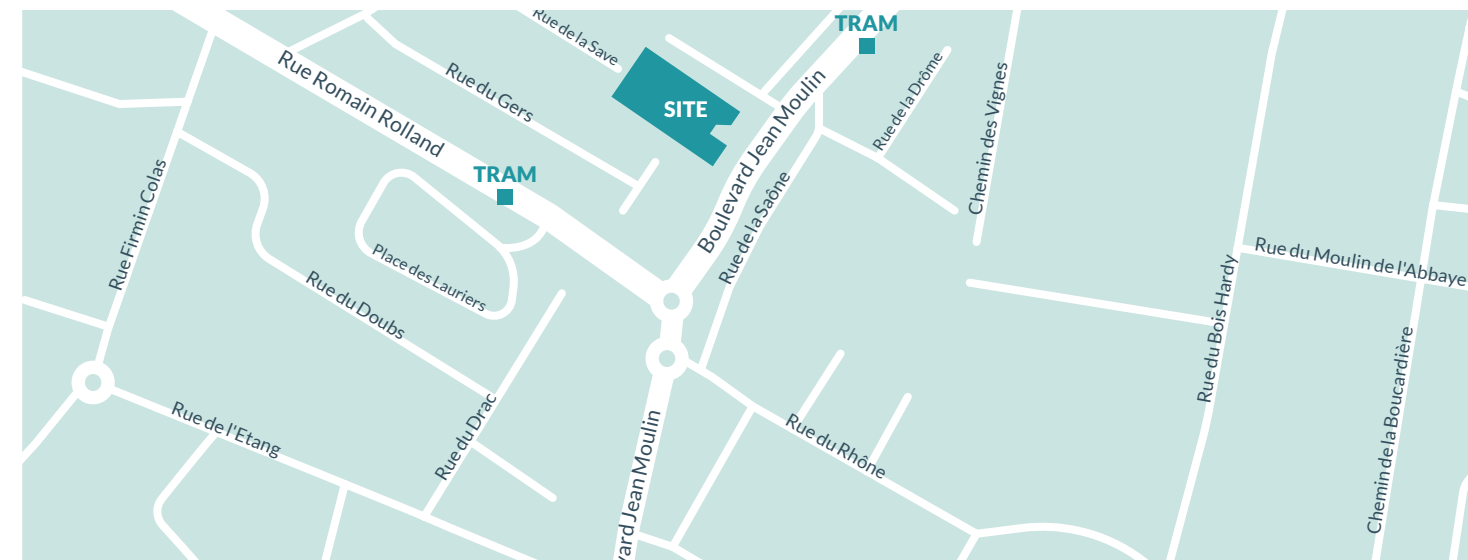 TRAM
Rue de la Save
SITE
Rue Romain Rolland
Rue du Gers
Boulevard Jean Moulin
Rue de la Drôme
Chemin des Vignes
TRAM
Rue Firmin Colas
Rue de la Saône
Place des Lauriers
Rue du Doubs
Rue du Moulin de l'Abbaye
Rue du Bois Hardy
Chemin de la Boucardière
Rue de l'Etang
Rue du Drac
Rue du Rhône
vard Jean Moulin